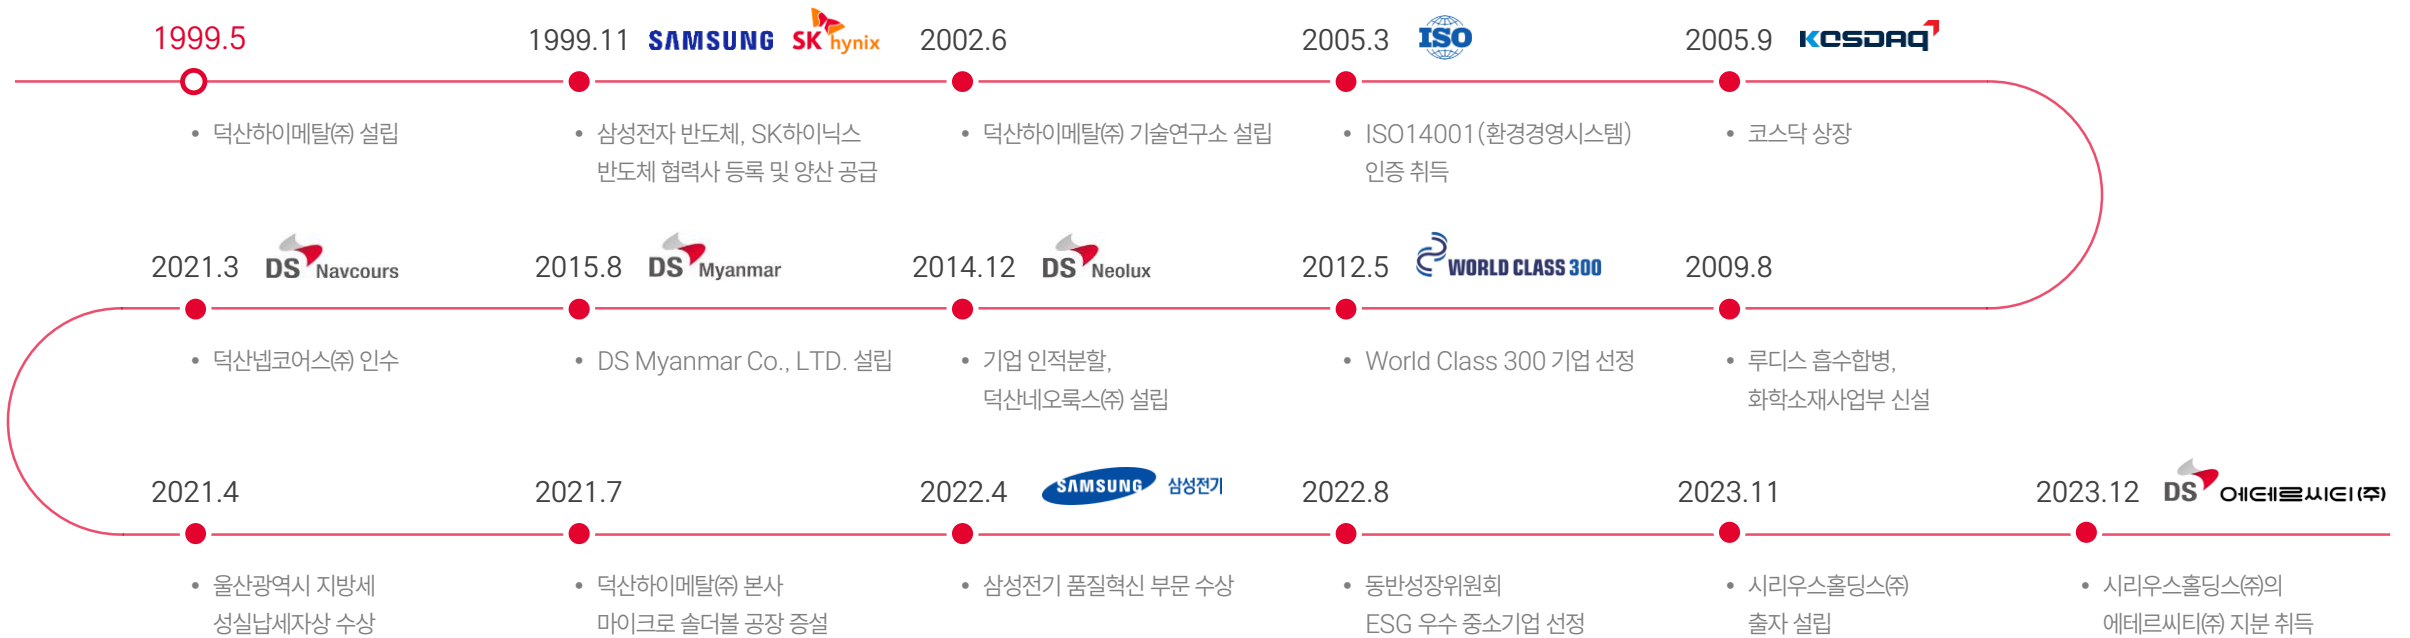 1999.5
덕산하이메탈㈜ 설립
1999.11 SAMSUNG SK hynix
삼성전자 반도체, SK하이닉스
반도체 협력사 등록 및 양산 공급
2002.6
덕산하이메탈㈜ 기술연구소 설립
2005.3 ISO
ISO14001(환경경영시스템)
인증 취득
2005.9 KOSDAQ
코스닥 상장
2009.8
루디스 흡수합병,
화학소재사업부 신설
2012.5 WORLD CLASS 300
World Class 300 기업 선정
2014.12 DS Neolux
기업 인적분할,
덕산네오룩스㈜ 설립
2015.8 DS Myanmar
DS Myanmar Co., LTD. 설립
2021.3 DS Navcours
덕산넵코어스㈜ 인수
2021.4
울산광역시 지방세
성실납세자상 수상
2021.7
덕산하이메탈㈜ 본사
마이크로 솔더볼 공장 증설
2022.4 SAMSUNG 삼성전기
삼성전기 품질혁신 부문 수상
2022.8
동반성장위원회
ESG 우수 중소기업 선정
2023.11
시리우스홀딩스㈜
출자 설립
2023.12 DS 에테르씨티(주)
시리우스홀딩스㈜의
에테르씨티㈜ 지분 취득